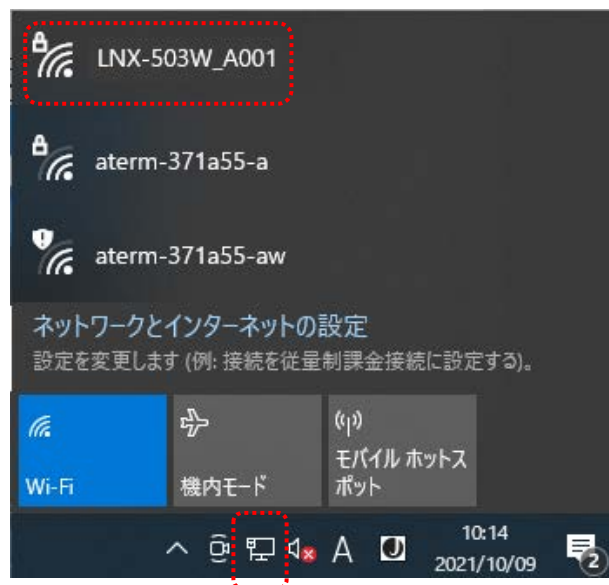 LNX-503W_A001
aterm-371a55-a
aterm-371a55-aw
ネットワークとインターネットの設定
設定を変更します (例: 接続を従量制課金接続に設定する)。
Wi-Fi
機内モード
モバイル ホットス
ポット
A
10:14
2021/10/09
2